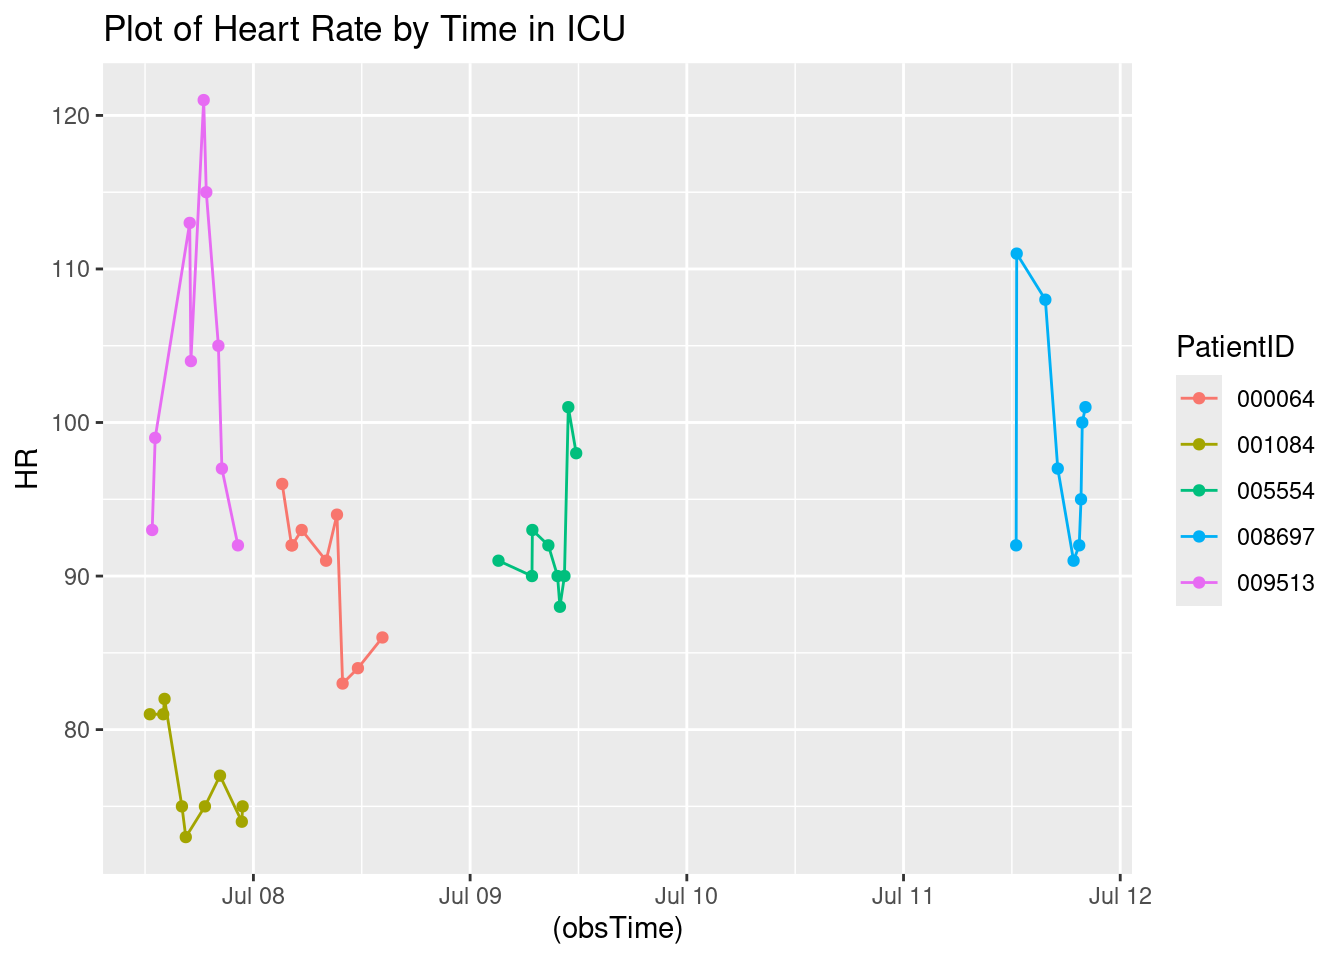 Plot of Heart Rate by Time in ICU
120
110
100
90
80
HR
Jul 08
Jul 09
Jul 10
Jul 11
Jul 12
(obsTime)
PatientID
000064
001084
005554
008697
009513